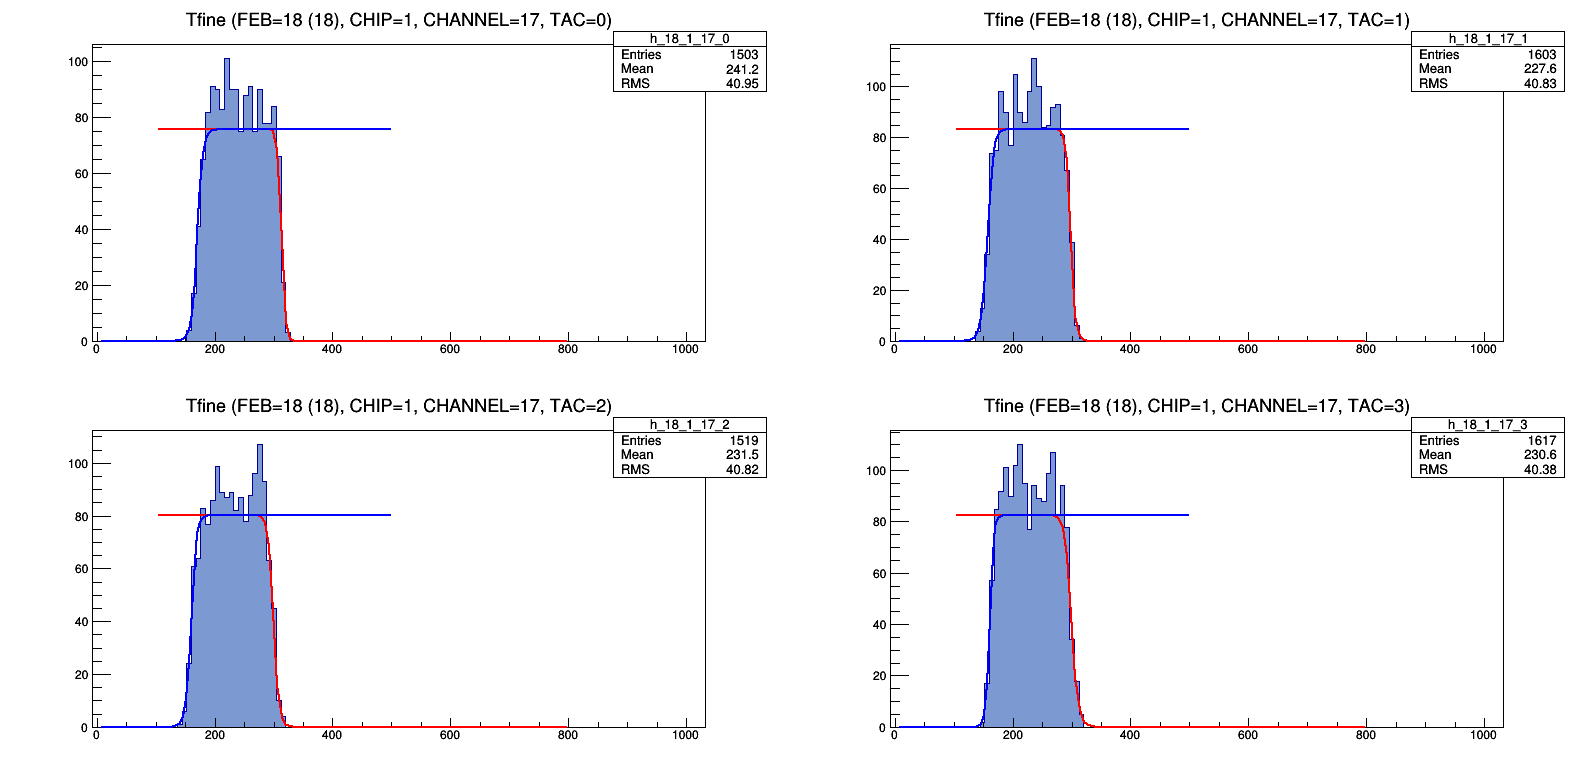 Tfine (FEB=18 (18), CHIP=1, CHANNEL=17, TAC=0)
h_18_1_17_0
Entries 1503
Mean 241.2
RMS 40.95
100
80
60
40
20
0
0 200 400 600 800 1000
Tfine (FEB=18 (18), CHIP=1, CHANNEL=17, TAC=1)
h_18_1_17_1
Entries 1603
Mean 227.6
RMS 40.83
100
80
60
40
20
0
0 200 400 600 800 1000
Tfine (FEB=18 (18), CHIP=1, CHANNEL=17, TAC=2)
h_18_1_17_2
Entries 1519
Mean 231.5
RMS 40.82
100
80
60
40
20
0
0 200 400 600 800 1000
Tfine (FEB=18 (18), CHIP=1, CHANNEL=17, TAC=3)
h_18_1_17_3
Entries 1617
Mean 230.6
RMS 40.38
100
80
60
40
20
0
0 200 400 600 800 1000